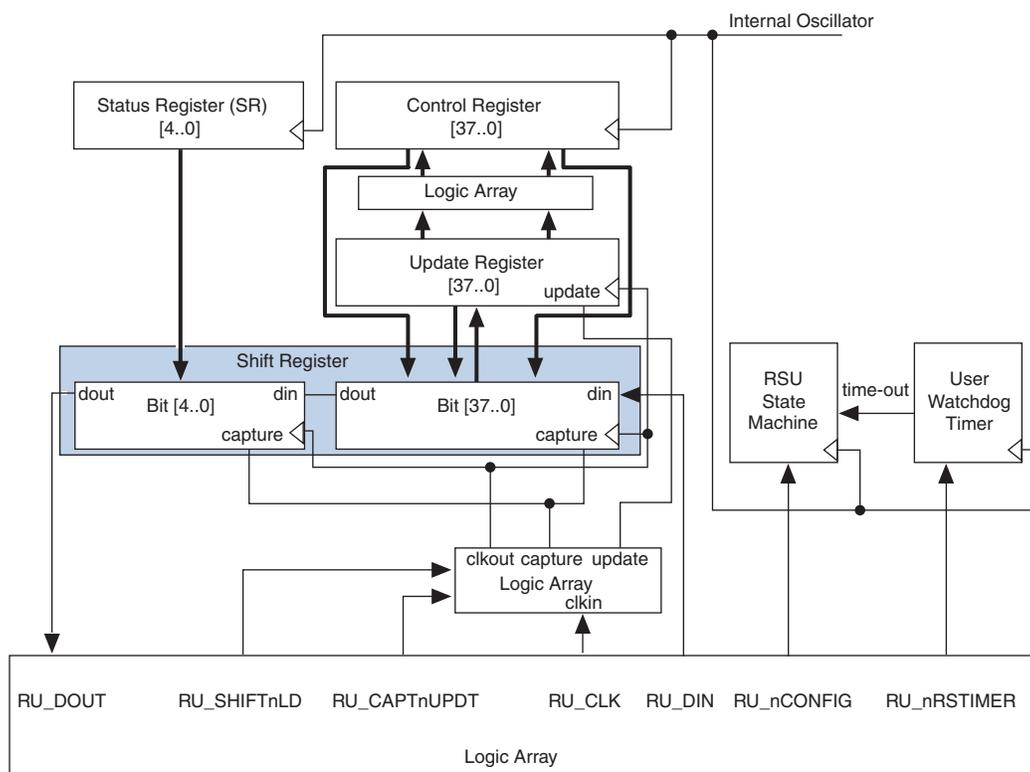 Internal Oscillator
Status Register (SR)
[4..0]
Control Register
[37..0]
Logic Array
Update Register
[37..0]
update
Shift Register
dout
Bit [4..0]
din
capture
dout
Bit [37..0]
din
capture
RSU
State
Machine
time-out
User
Watchdog
Timer
clkout capture update
Logic Array
clkin
RU_DOUT
RU_SHIFTnLD
RU_CAPTnUPDT
RU_CLK
RU_DIN
RU_nCONFIG
RU_nRSTIMER
Logic Array